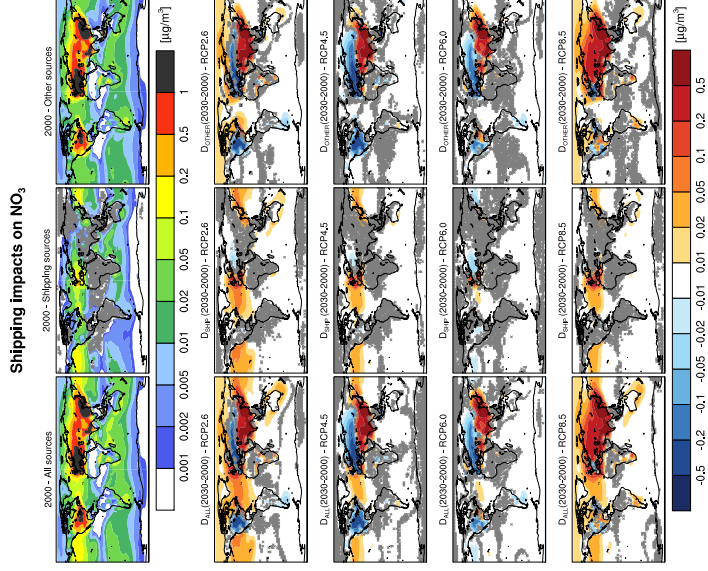 Shipping impacts on NO₃
2000 - All sources
2000 - Shipping sources
2000 - Other sources
0.001 0.002 0.005 0.01 0.02 0.05 0.1 0.2 0.5 1 [µg/m³]
D_ALL(2030-2000) - RCP2.6
D_SHIP (2030-2000) - RCP2.6
D_OTHER(2030-2000) - RCP2.6
D_ALL(2030-2000) - RCP4.5
D_SHIP (2030-2000) - RCP4.5
D_OTHER(2030-2000) - RCP4.5
D_ALL(2030-2000) - RCP6.0
D_SHIP (2030-2000) - RCP6.0
D_OTHER(2030-2000) - RCP6.0
D_ALL(2030-2000) - RCP8.5
D_SHIP (2030-2000) - RCP8.5
D_OTHER(2030-2000) - RCP8.5
-0.5 -0.2 -0.1 -0.05 -0.02 -0.01 0.01 0.02 0.05 0.1 0.2 0.5 [µg/m³]